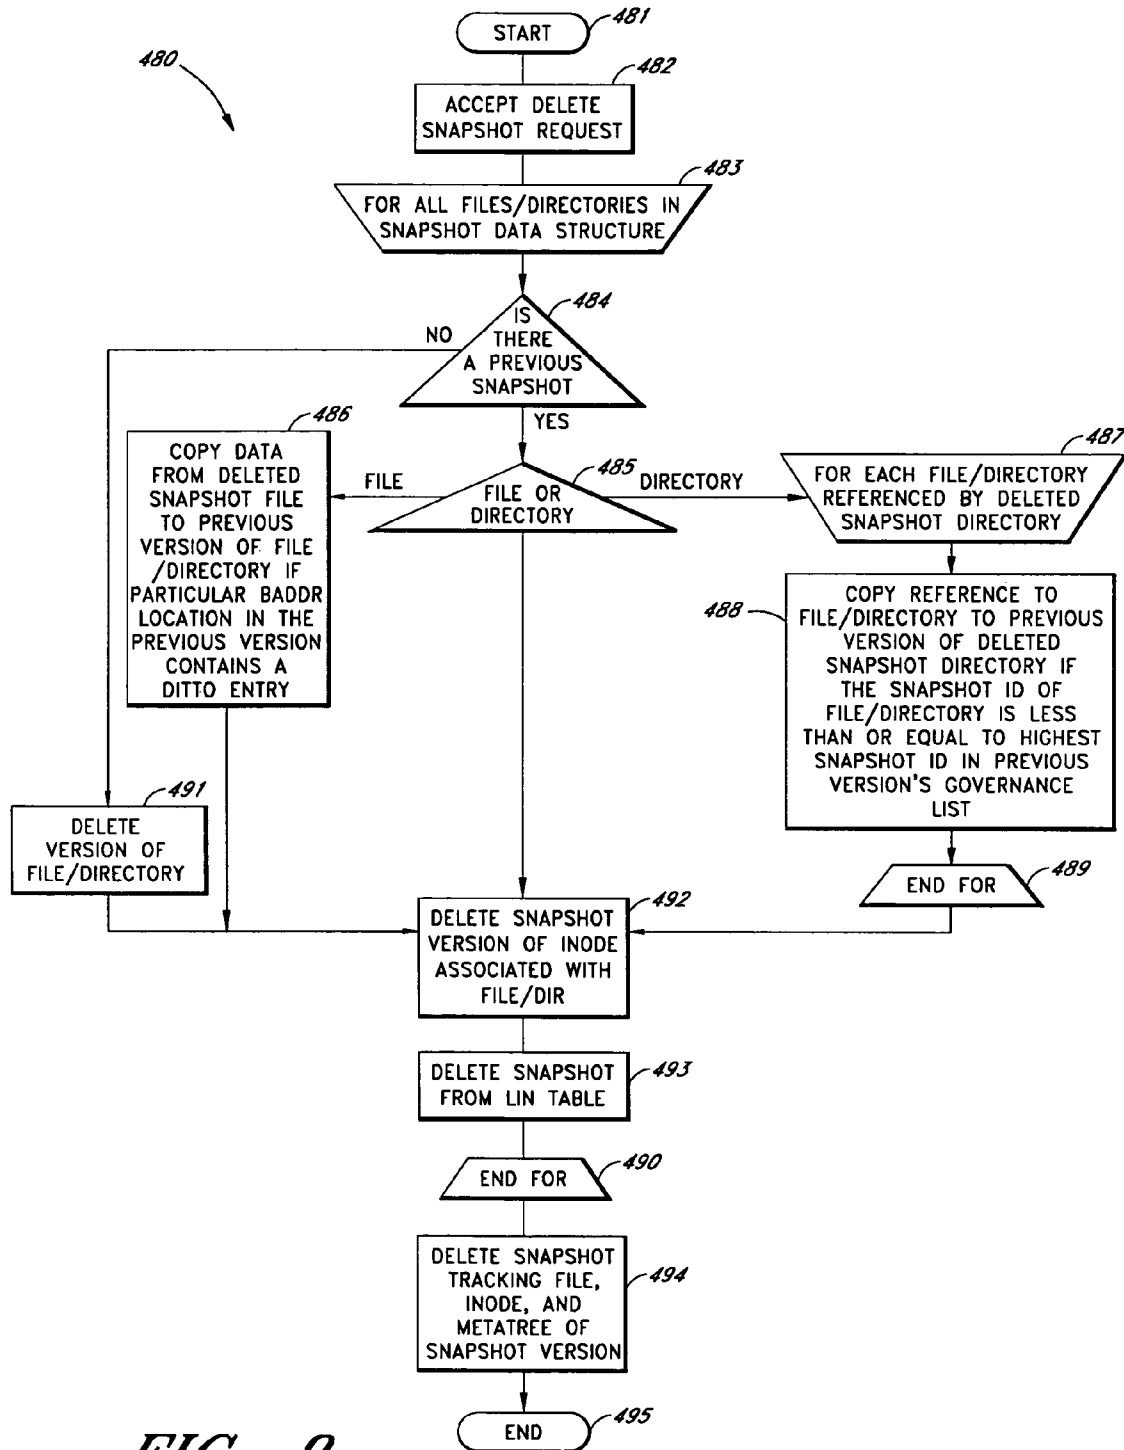 481
START
480
482
ACCEPT DELETE
SNAPSHOT REQUEST
483
FOR ALL FILES/DIRECTORIES IN
SNAPSHOT DATA STRUCTURE
484
IS
THERE
A PREVIOUS
SNAPSHOT
NO
YES
486
COPY DATA
FROM DELETED
SNAPSHOT FILE
TO PREVIOUS
VERSION OF FILE
/DIRECTORY IF
PARTICULAR BADDR
LOCATION IN THE
PREVIOUS VERSION
CONTAINS A
DITTO ENTRY
FILE
485
FILE OR
DIRECTORY
DIRECTORY
487
FOR EACH FILE/DIRECTORY
REFERENCED BY DELETED
SNAPSHOT DIRECTORY
488
COPY REFERENCE TO
FILE/DIRECTORY TO PREVIOUS
VERSION OF DELETED
SNAPSHOT DIRECTORY IF
THE SNAPSHOT ID OF
FILE/DIRECTORY IS LESS
THAN OR EQUAL TO HIGHEST
SNAPSHOT ID IN PREVIOUS
VERSION'S GOVERNANCE
LIST
491
DELETE
VERSION OF
FILE/DIRECTORY
489
END FOR
492
DELETE SNAPSHOT
VERSION OF INODE
ASSOCIATED WITH
FILE/DIR
493
DELETE SNAPSHOT
FROM LIN TABLE
490
END FOR
494
DELETE SNAPSHOT
TRACKING FILE,
INODE, AND
METATREE OF
SNAPSHOT VERSION
495
END